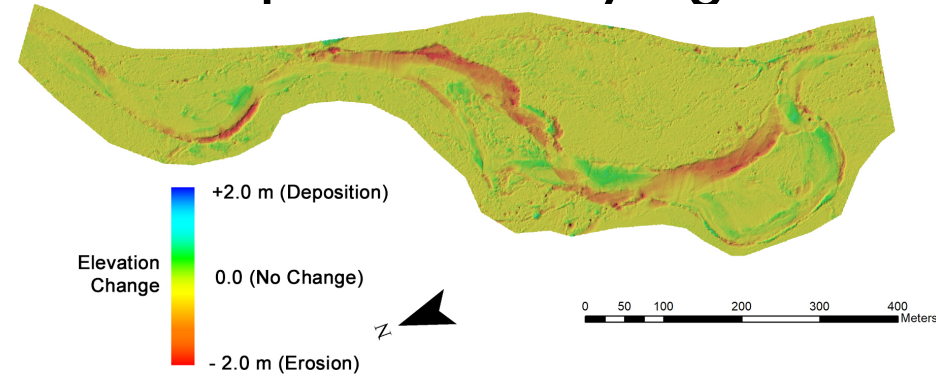 +2.0 m (Deposition)
Elevation
Change
0.0 (No Change)
- 2.0 m (Erosion)
N
0 50 100 200 300 400
Meters